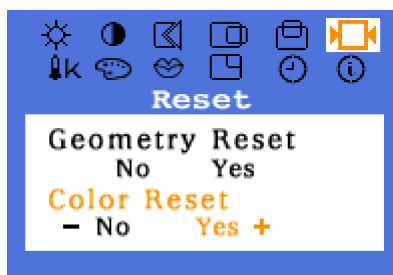 K
Reset
Geometry Reset
No Yes
Color Reset
- No Yes +